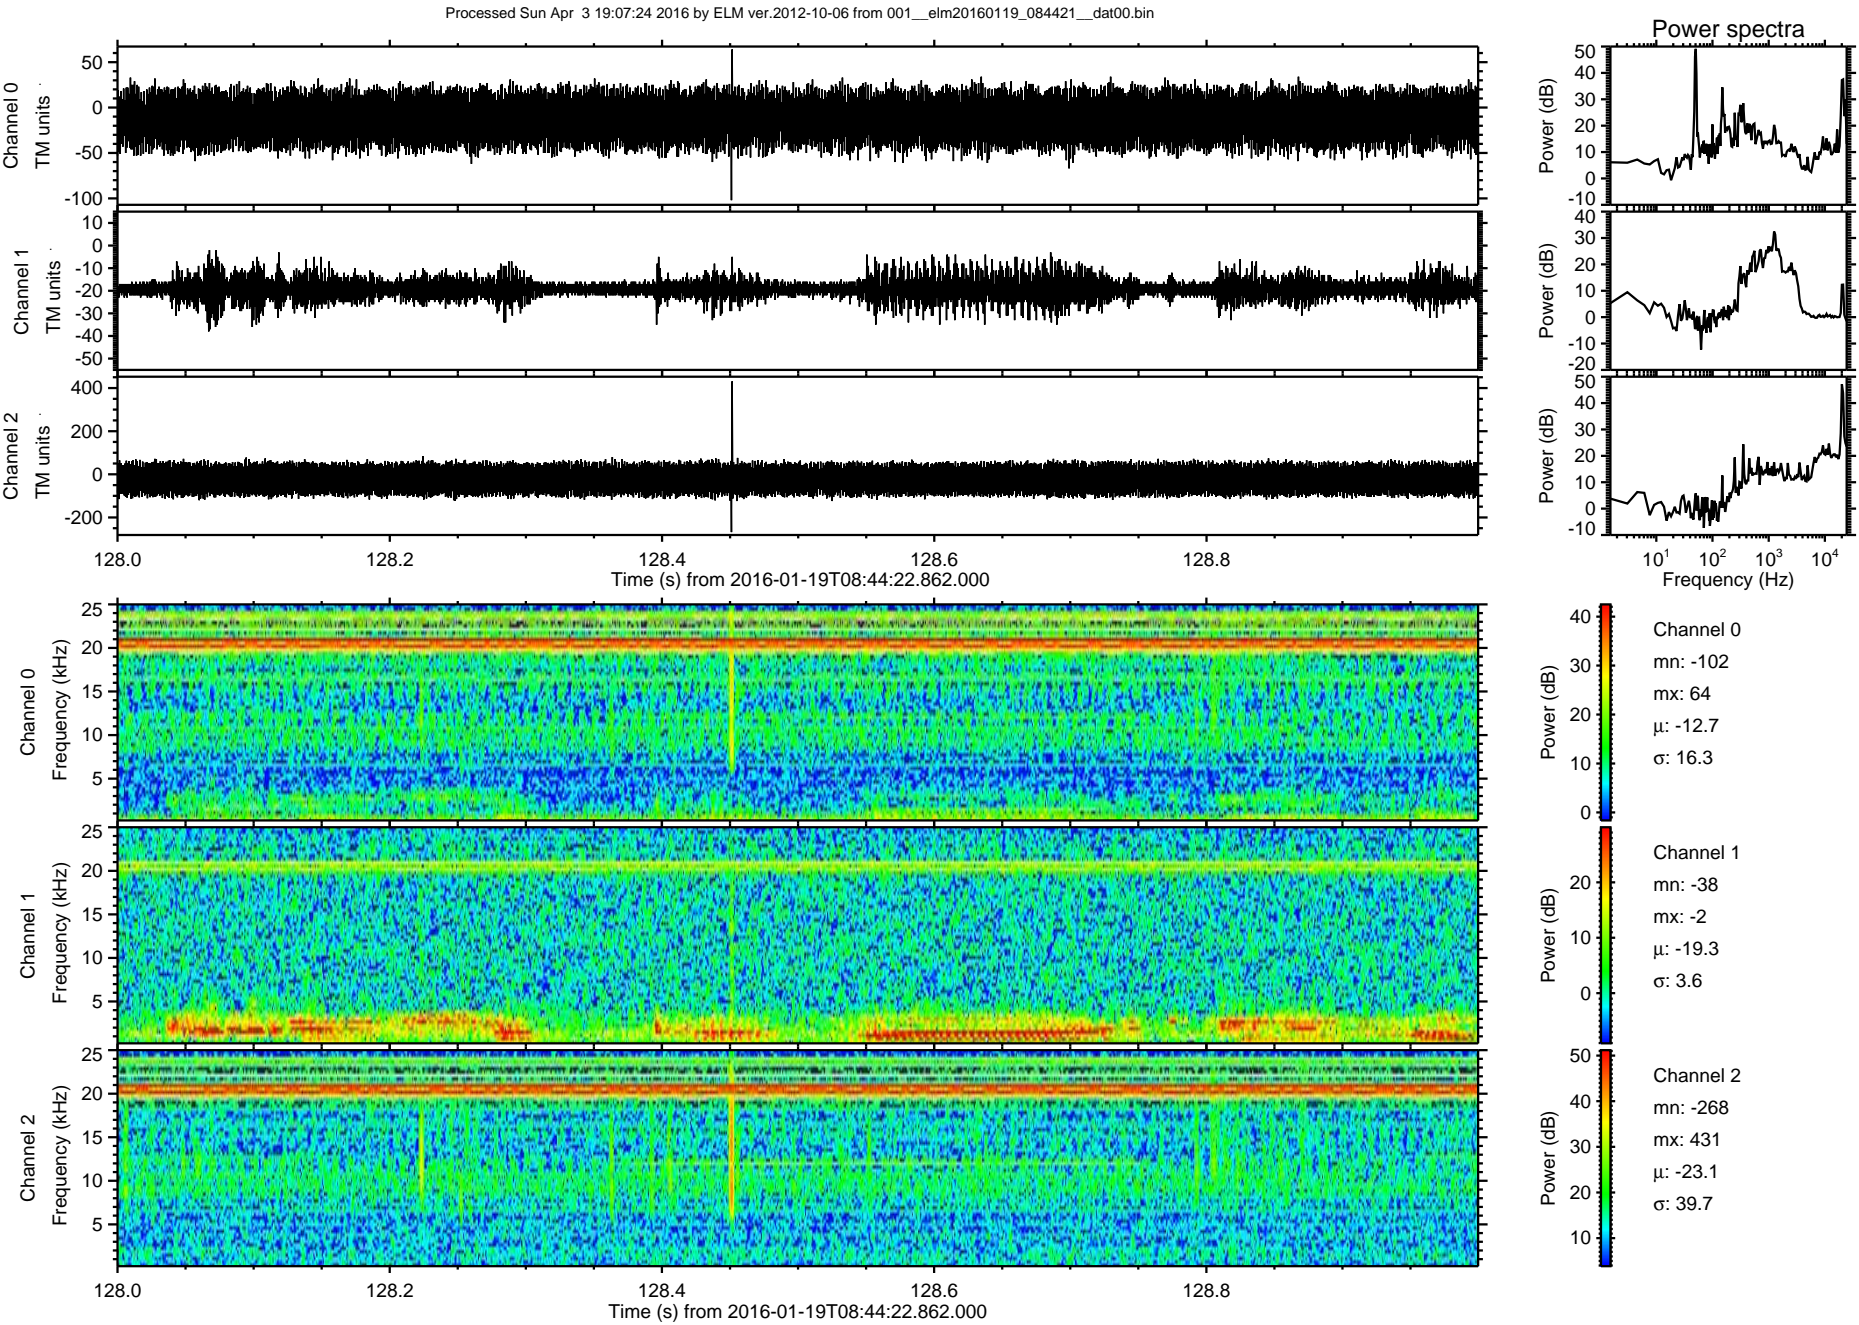 Processed Sun Apr  3 19:07:24 2016 by ELM ver.2012-10-06 from 001__elm20160119_084421__dat00.bin
Power spectra
Channel 0
TM units
50
0
-50
-100
Power (dB)
50
40
30
20
10
0
-10
Channel 1
TM units
10
0
-10
-20
-30
-40
-50
Power (dB)
40
30
20
10
0
-10
-20
Channel 2
TM units
400
200
0
-200
Power (dB)
50
40
30
20
10
0
-10
128.0 128.2 128.4 128.6 128.8
Time (s) from 2016-01-19T08:44:22.862.000
10^1 10^2 10^3 10^4
Frequency (Hz)
Channel 0
Frequency (kHz)
25
20
15
10
5
Power (dB)
40
30
20
10
0
Channel 0
mn: -102
mx: 64
μ: -12.7
σ: 16.3
Channel 1
Frequency (kHz)
25
20
15
10
5
Power (dB)
20
10
0
Channel 1
mn: -38
mx: -2
μ: -19.3
σ: 3.6
Channel 2
Frequency (kHz)
25
20
15
10
5
Power (dB)
50
40
30
20
10
Channel 2
mn: -268
mx: 431
μ: -23.1
σ: 39.7
128.0 128.2 128.4 128.6 128.8
Time (s) from 2016-01-19T08:44:22.862.000